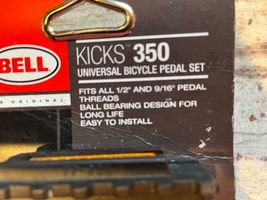 BELL
ORIGINAL
KICKS 350
UNIVERSAL BICYCLE PEDAL SET
FITS ALL 1/2" AND 9/16" PEDAL
THREADS
BALL BEARING DESIGN FOR
LONG LIFE
EASY TO INSTALL